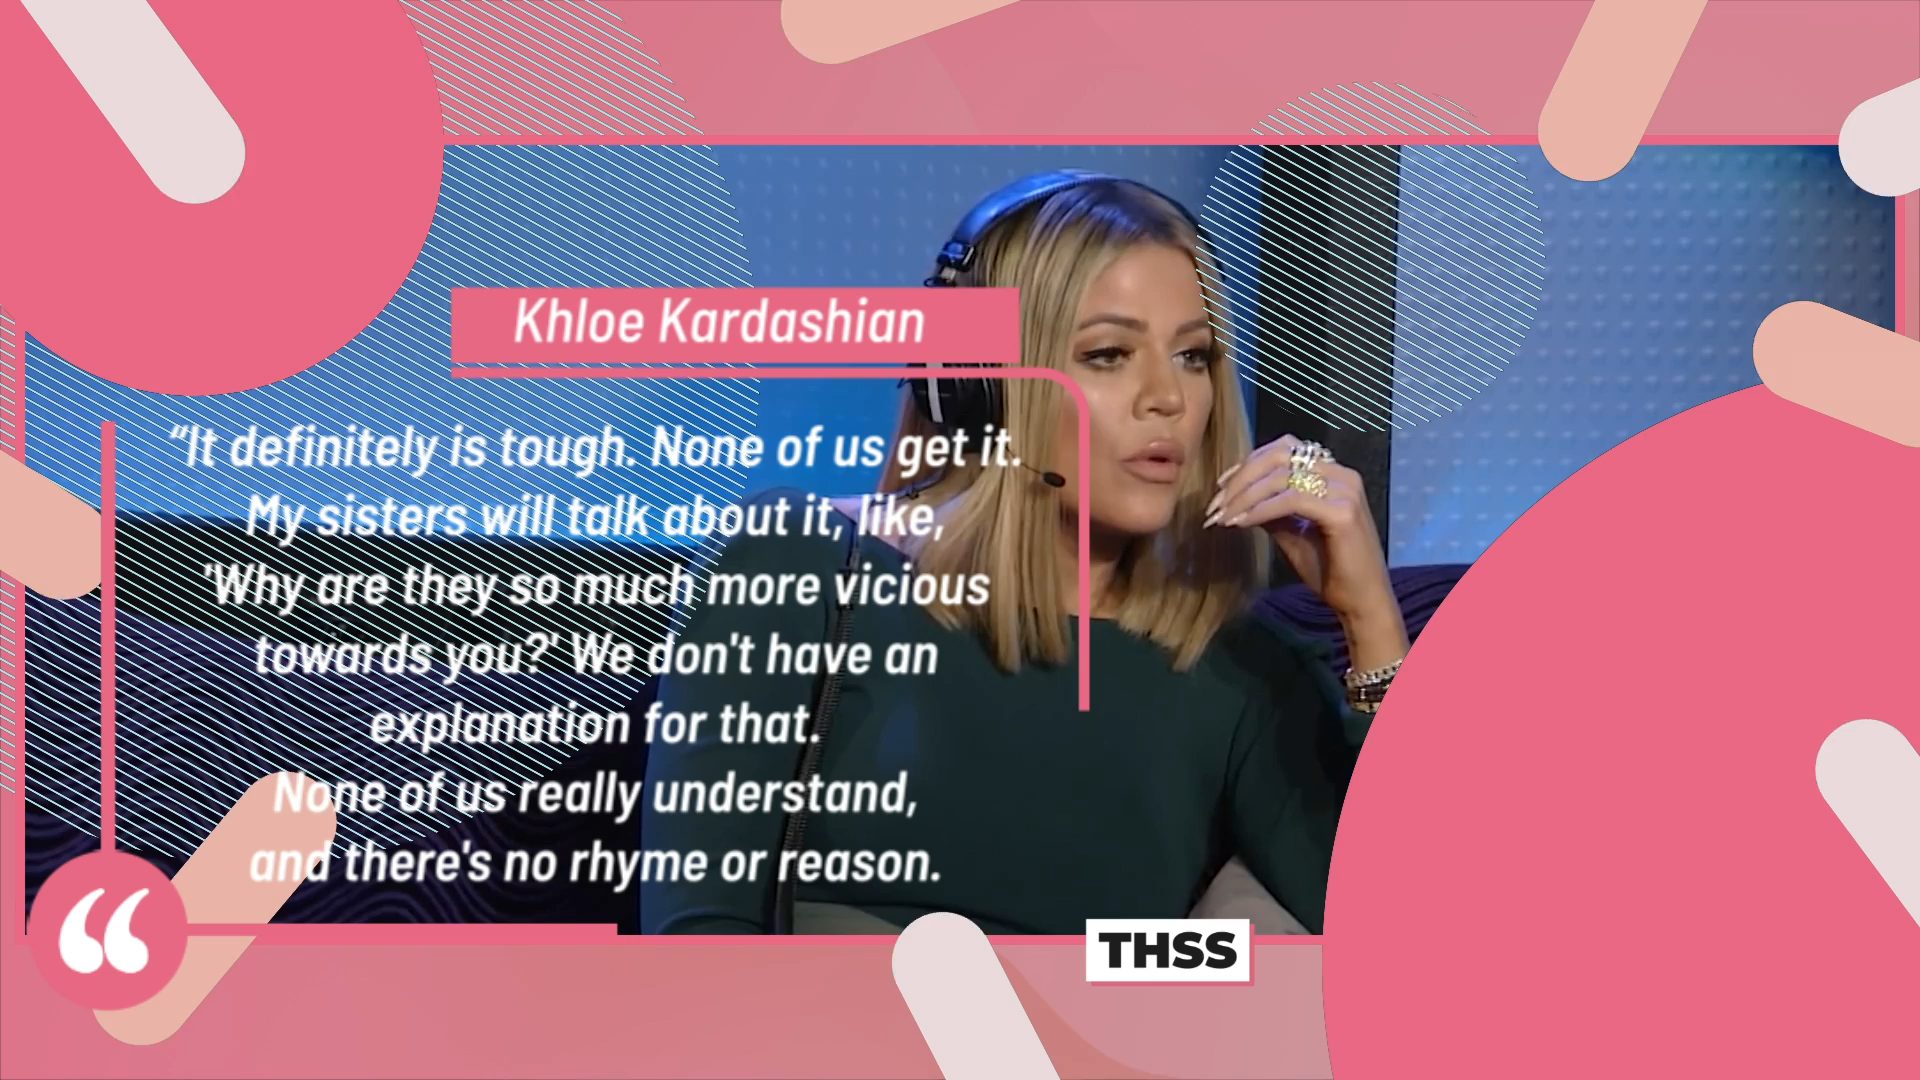 Khloe Kardashian
“It definitely is tough. None of us get it.
My sisters will talk about it, like,
'Why are they so much more vicious
towards you?' We don't have an
explanation for that.
None of us really understand,
and there's no rhyme or reason.
THSS